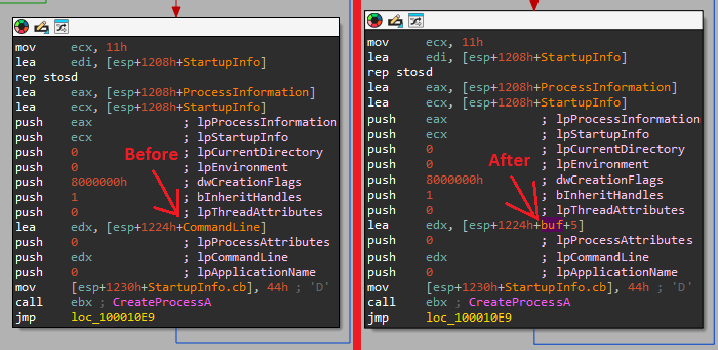 mov ecx, 11h
lea edi, [esp+1208h+StartupInfo]
rep stosd
lea eax, [esp+1208h+ProcessInformation]
lea ecx, [esp+1208h+StartupInfo]
push eax ; lpProcessInformation
push ecx ; lpStartupInfo
push 0 ; lpCurrentDirectory
push 0 ; lpEnvironment
push 8000000h ; dwCreationFlags
push 1 ; bInheritHandles
push 0 ; lpThreadAttributes
lea edx, [esp+1224h+CommandLine]
push 0 ; lpProcessAttributes
push edx ; lpCommandLine
push 0 ; lpApplicationName
mov [esp+1230h+StartupInfo.cb], 44h ; 'D'
call ebx ; CreateProcessA
jmp loc_100010E9
Before
mov ecx, 11h
lea edi, [esp+1208h+StartupInfo]
rep stosd
lea eax, [esp+1208h+ProcessInformation]
lea ecx, [esp+1208h+StartupInfo]
push eax ; lpProcessInformation
push ecx ; lpStartupInfo
push 0 ; lpCurrentDirectory
push 0 ; lpEnvironment
push 8000000h ; dwCreationFlags
push 1 ; bInheritHandles
push 0 ; lpThreadAttributes
lea edx, [esp+1224h+buf+5]
push 0 ; lpProcessAttributes
push edx ; lpCommandLine
push 0 ; lpApplicationName
mov [esp+1230h+StartupInfo.cb], 44h ; 'D'
call ebx ; CreateProcessA
jmp loc_100010E9
After